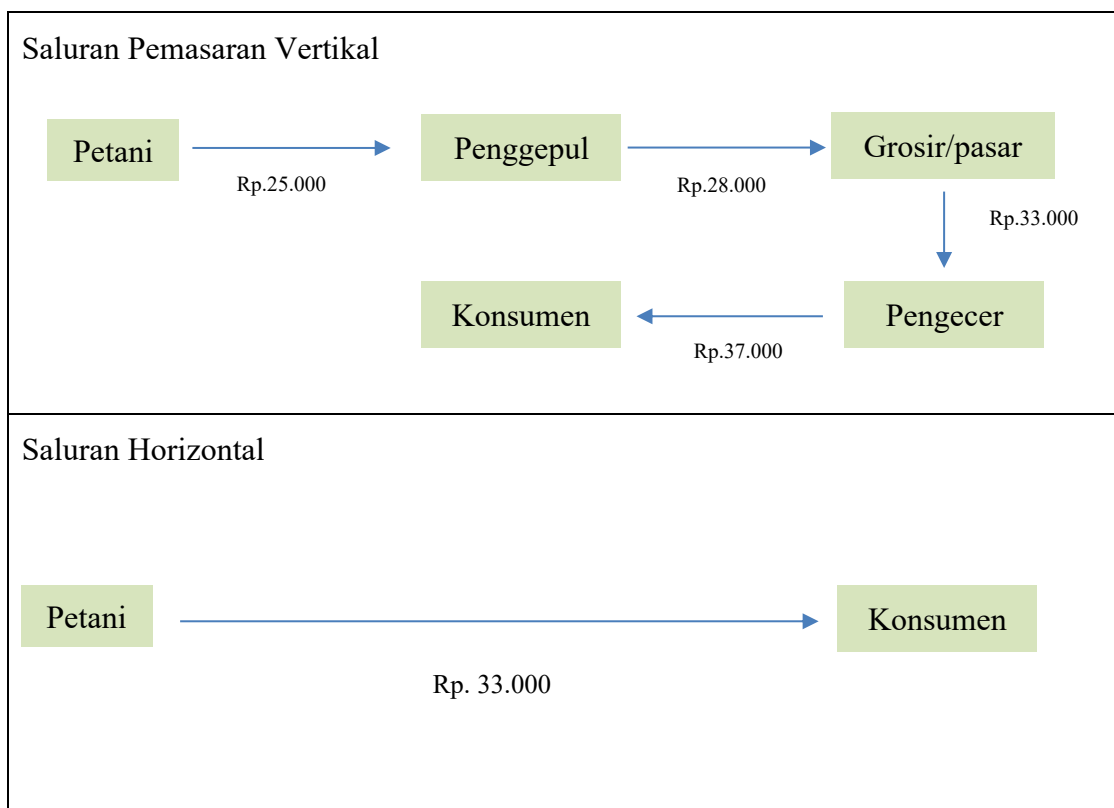 Saluran Pemasaran Vertikal
Petani
Rp.25.000
Penggepul
Rp.28.000
Grosir/pasar
Rp.33.000
Pengecer
Rp.37.000
Konsumen
Saluran Horizontal
Petani
Rp. 33.000
Konsumen